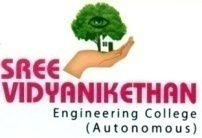 SREE
VIDYANIKETHAN
Engineering College
(Autonomous)